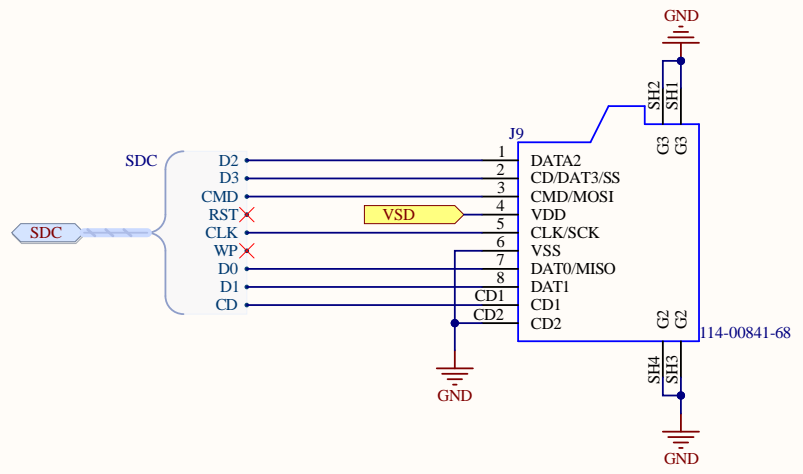 GND
SH2
SH1
G3
G3
J9
SDC
D2
1
DATA2
D3
2
CD/DAT3/SS
CMD
3
CMD/MOSI
RST
VSD
4
VDD
SDC
CLK
5
CLK/SCK
WP
6
VSS
D0
7
DAT0/MISO
D1
8
DAT1
CD
CD1
CD1
CD2
CD2
G2
G2
114-00841-68
SH4
SH3
GND
GND